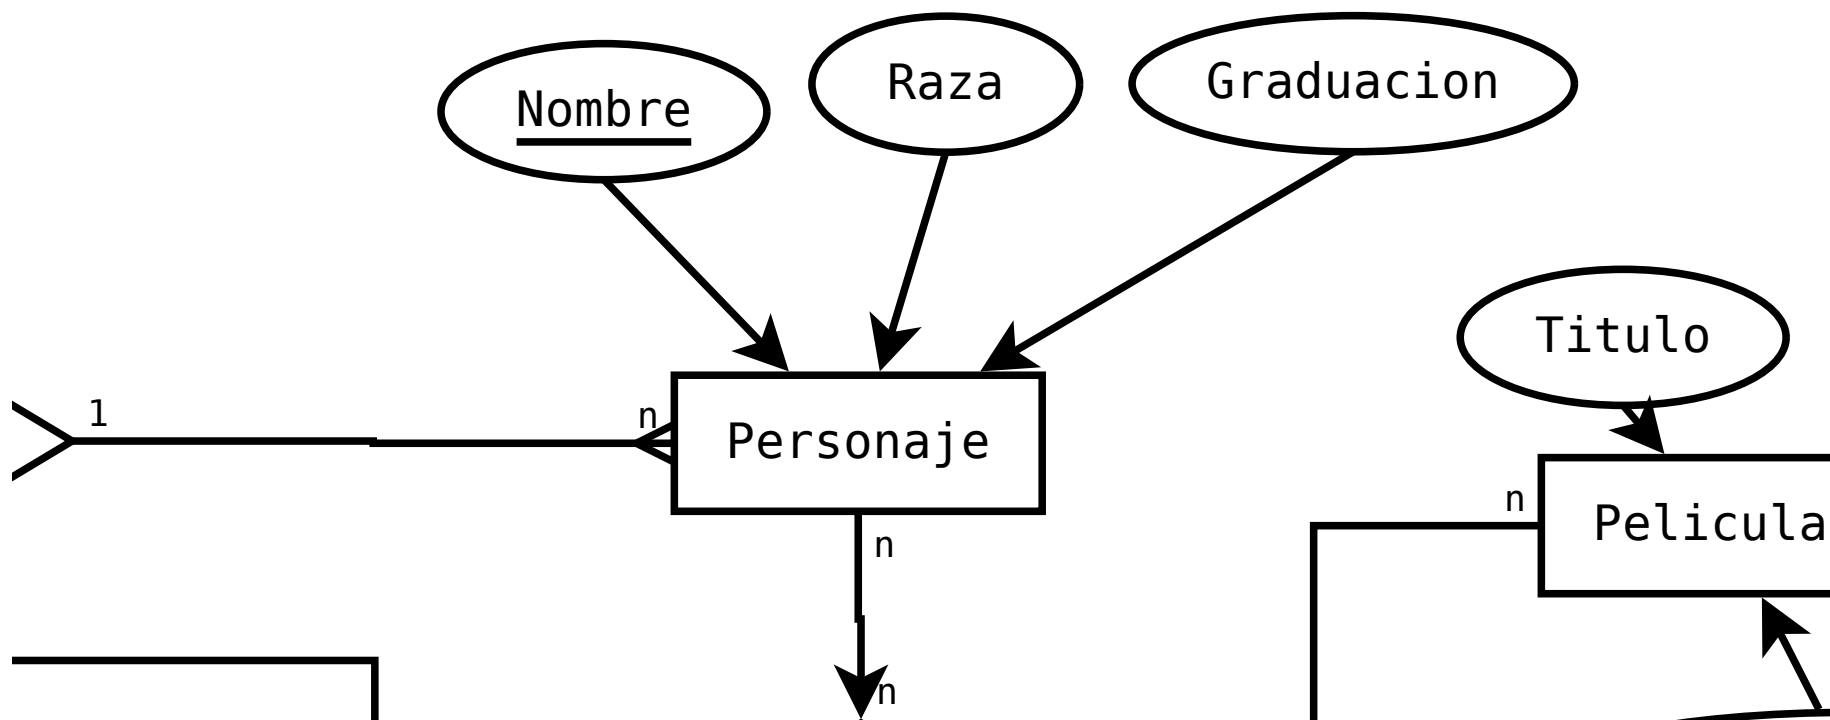 Raza
Graduacion
Nombre
Titulo
1
n
Personaje
n
Pelicula
n
n